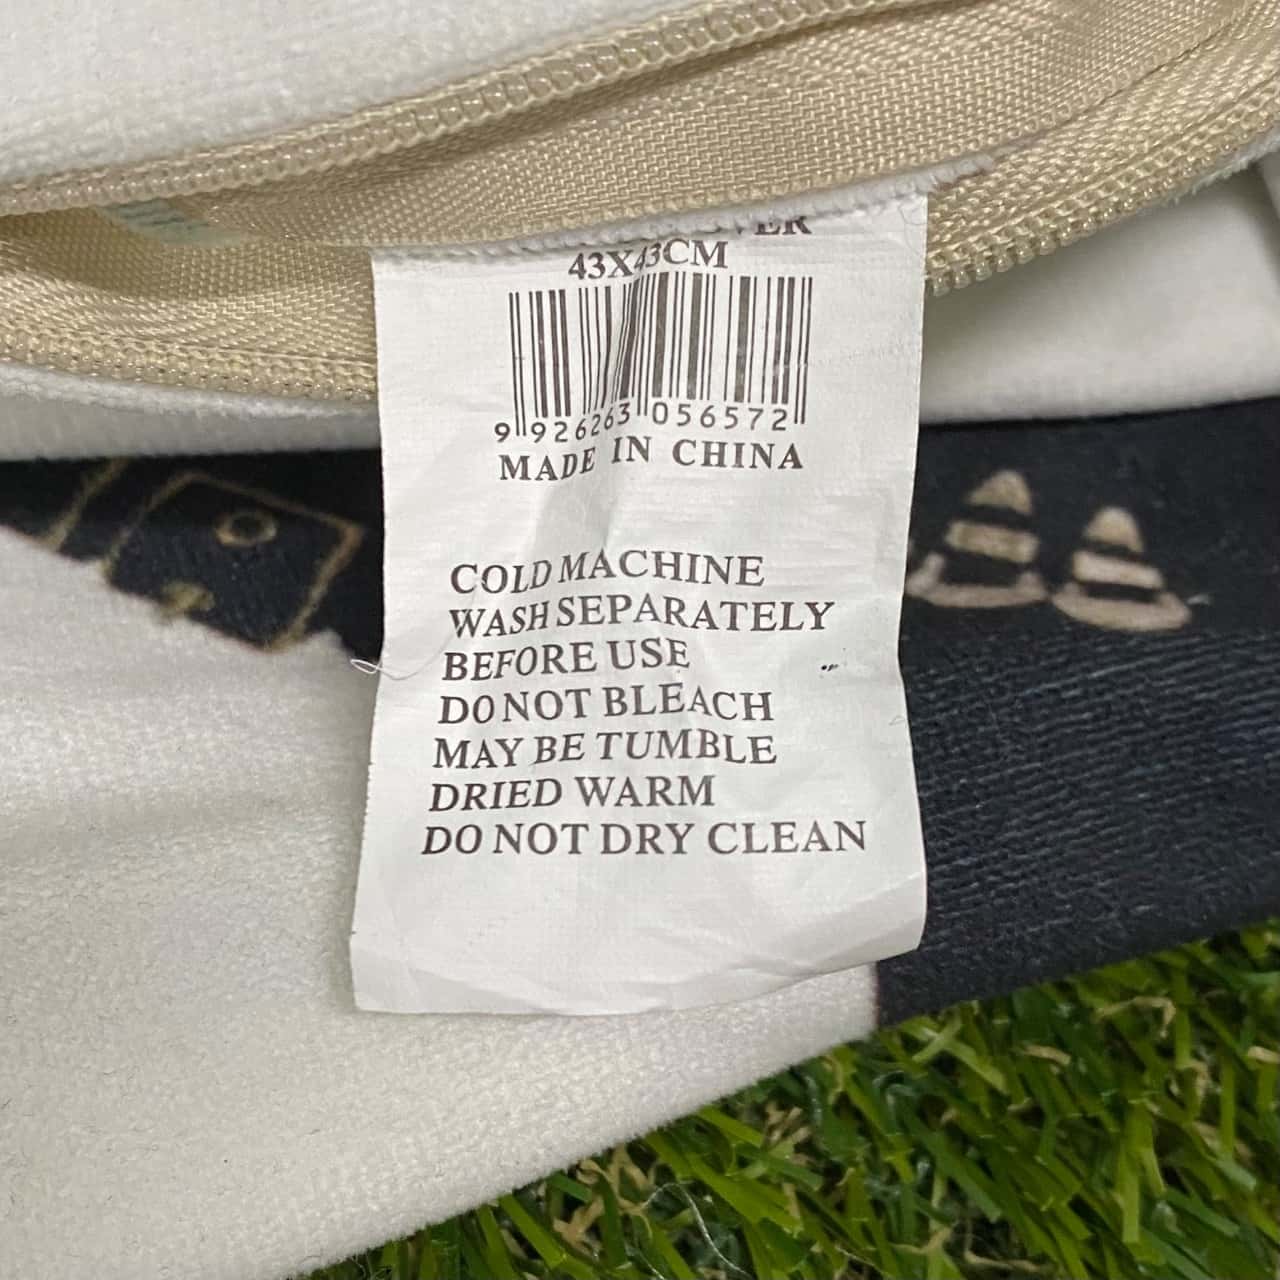 43X43CM
9 926263 056572
MADE IN CHINA
COLD MACHINE
WASH SEPARATELY
BEFORE USE
DO NOT BLEACH
MAY BE TUMBLE
DRIED WARM
DO NOT DRY CLEAN